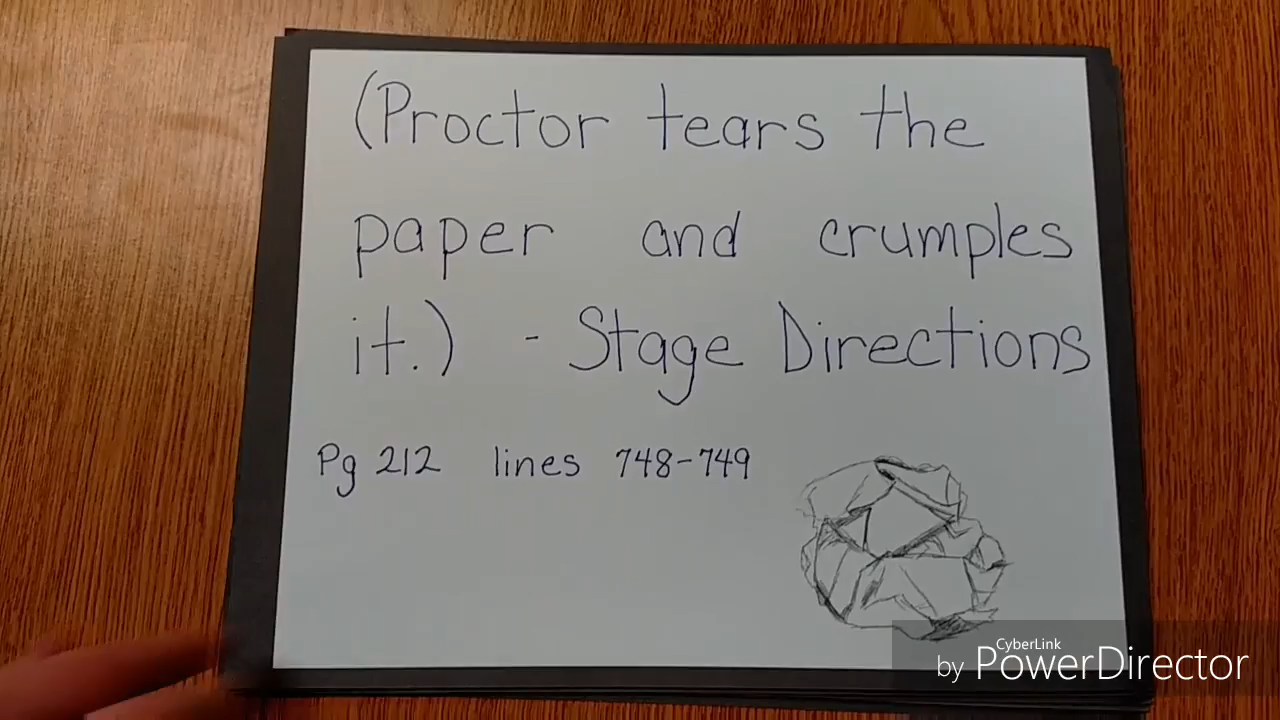 (Proctor tears the
paper and crumples
it.) - Stage Directions
Pg 212 lines 748-749
CyberLink
by PowerDirector